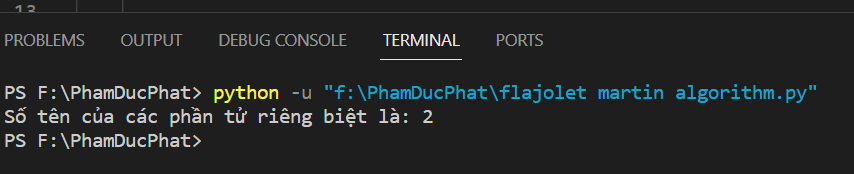 13
PROBLEMS OUTPUT DEBUG CONSOLE TERMINAL PORTS
PS F:\PhamDucPhat> python -u "f:\PhamDucPhat\flajolet martin algorithm.py"
Số tên của các phần tử riêng biệt là: 2
PS F:\PhamDucPhat>